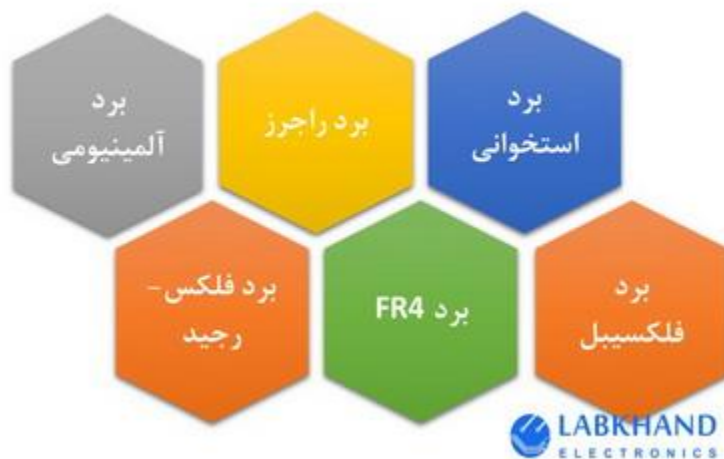 برد
استخوانی
برد راجرز
برد
آلمینیومی
برد
فلکسیبل
برد FR4
برد فلکس-
رجید
LABKHAND
ELECTRONICS